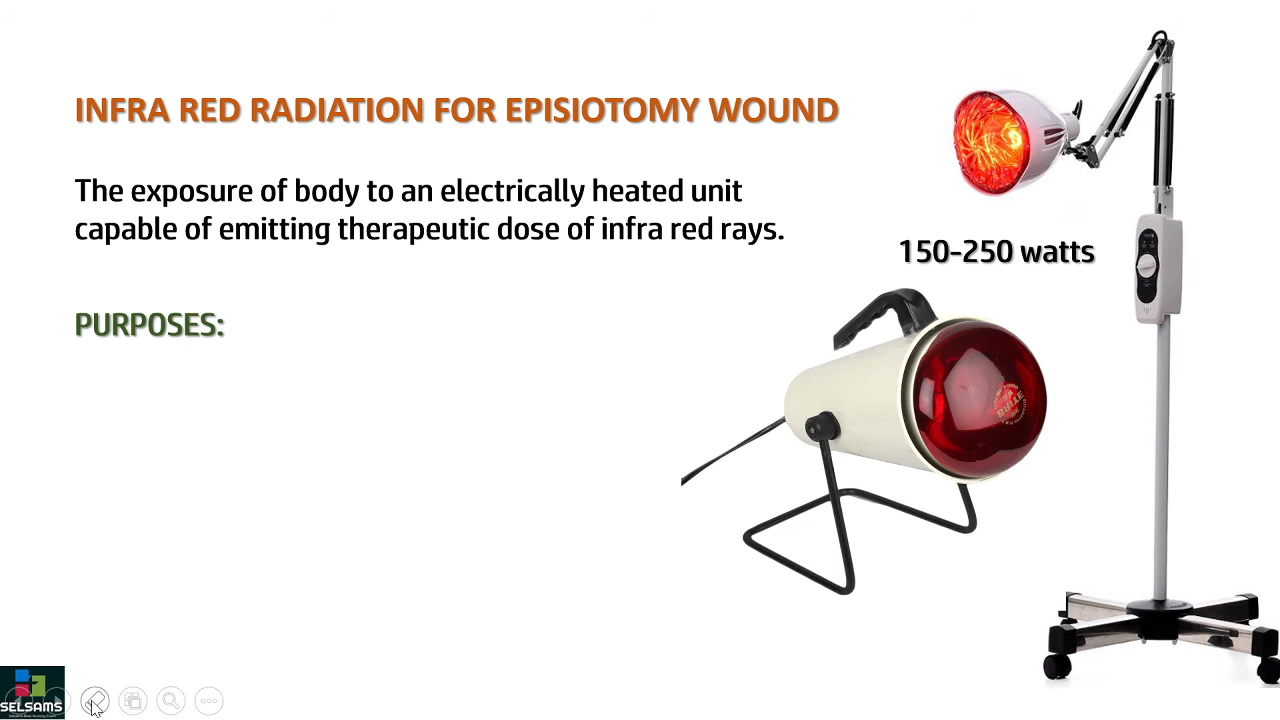 INFRA RED RADIATION FOR EPISIOTOMY WOUND
The exposure of body to an electrically heated unit
capable of emitting therapeutic dose of infra red rays.
150-250 watts
PURPOSES:
SELSAMS